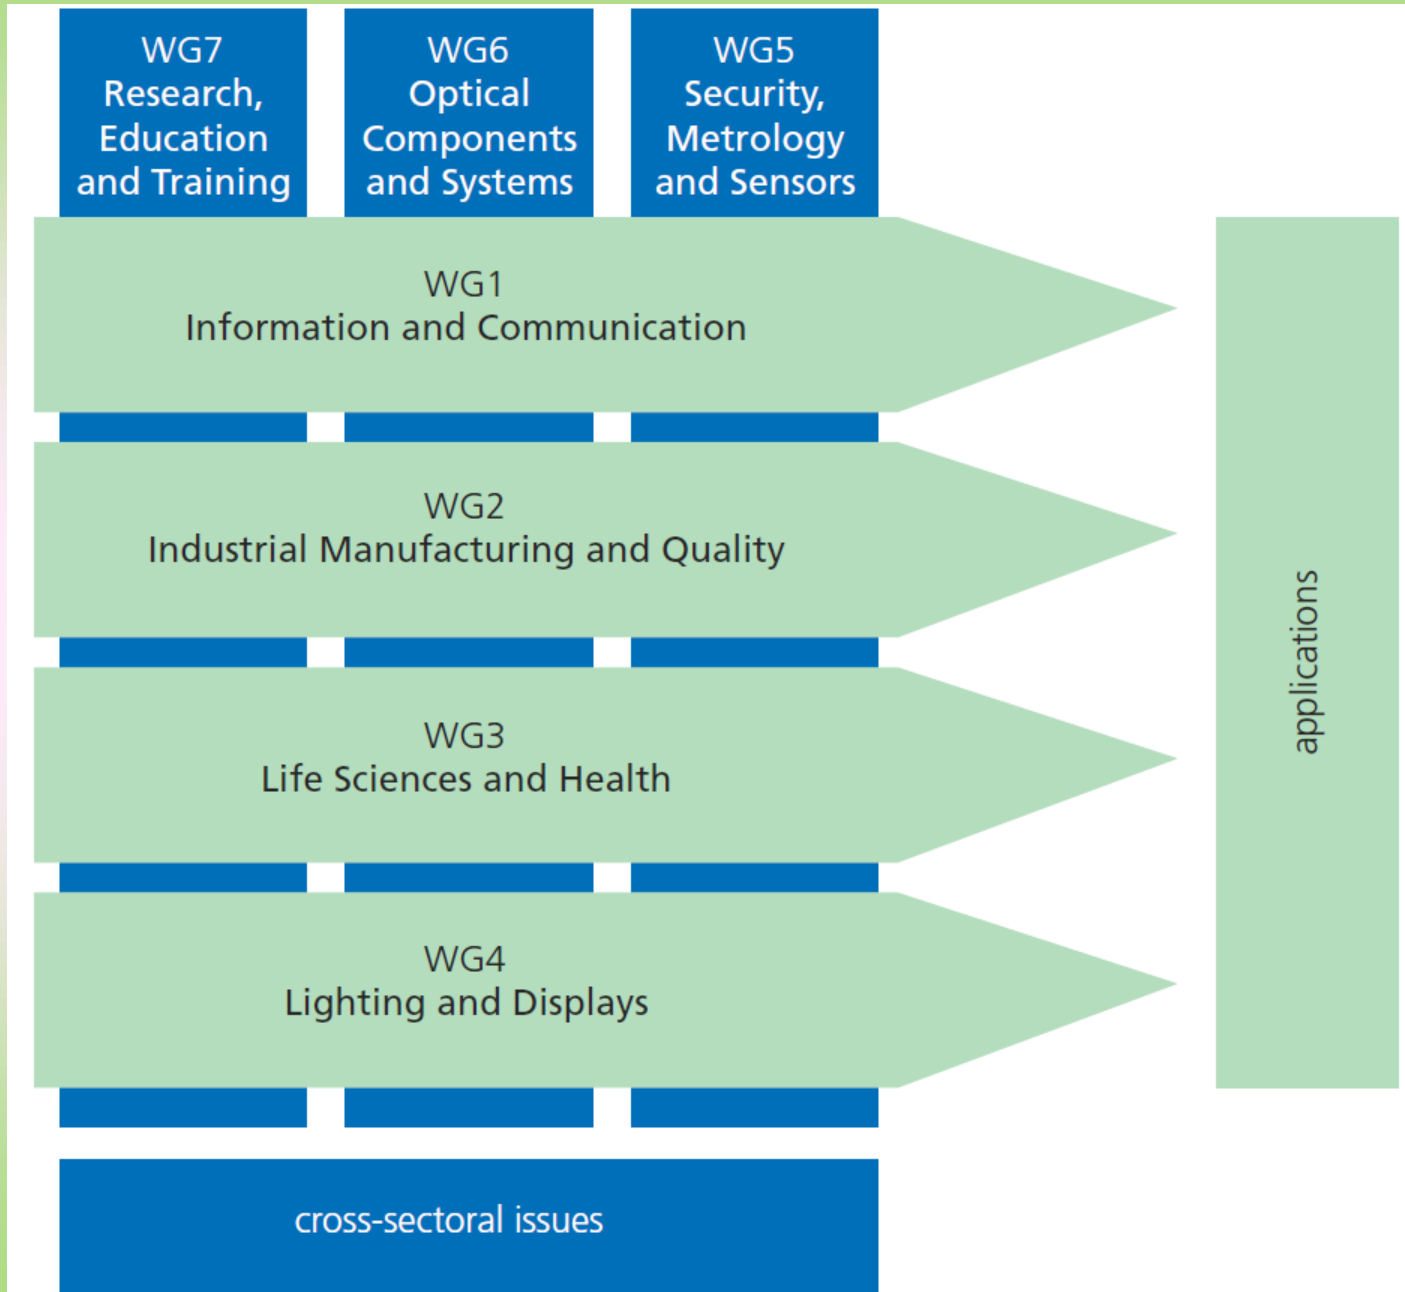 WG7
Research,
Education
and Training
WG6
Optical
Components
and Systems
WG5
Security,
Metrology
and Sensors
WG1
Information and Communication
WG2
Industrial Manufacturing and Quality
WG3
Life Sciences and Health
WG4
Lighting and Displays
applications
cross-sectoral issues